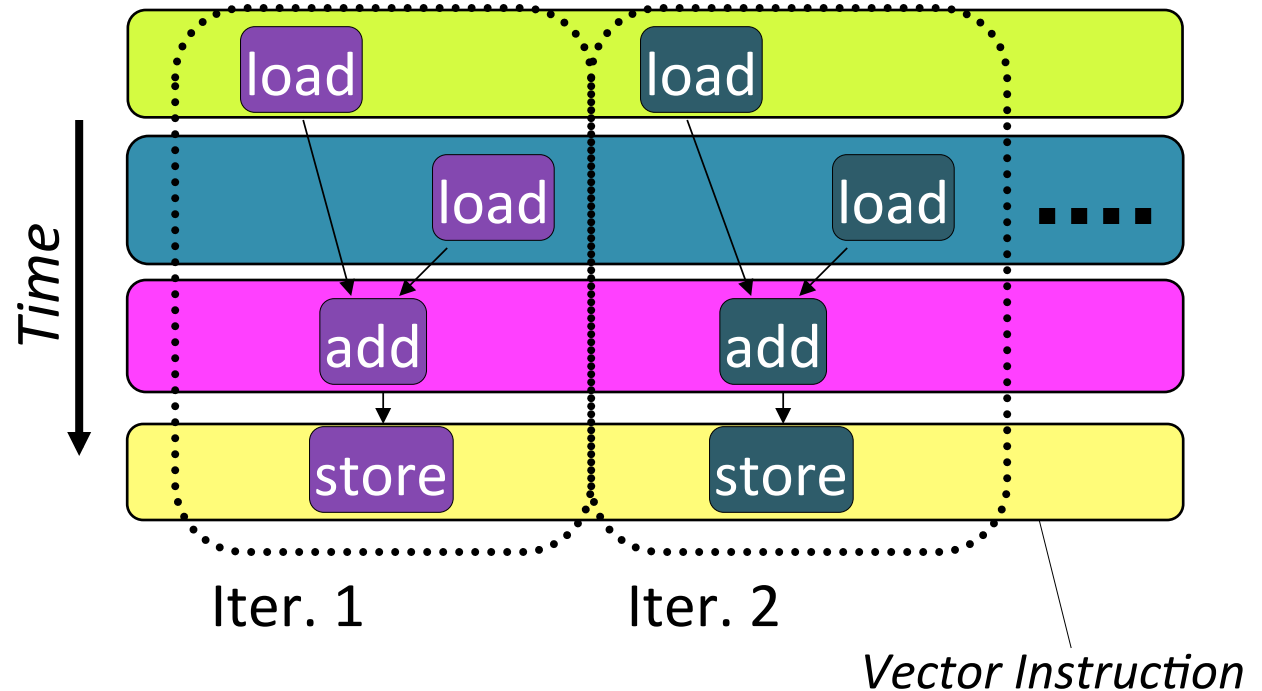 load load
load load
Time
add add
store store
Iter. 1 Iter. 2
Vector Instruction